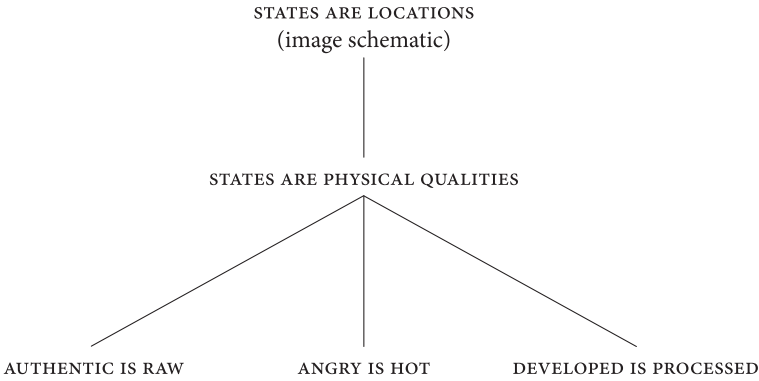 STATES ARE LOCATIONS
(image schematic)
STATES ARE PHYSICAL QUALITIES
AUTHENTIC IS RAW
ANGRY IS HOT
DEVELOPED IS PROCESSED